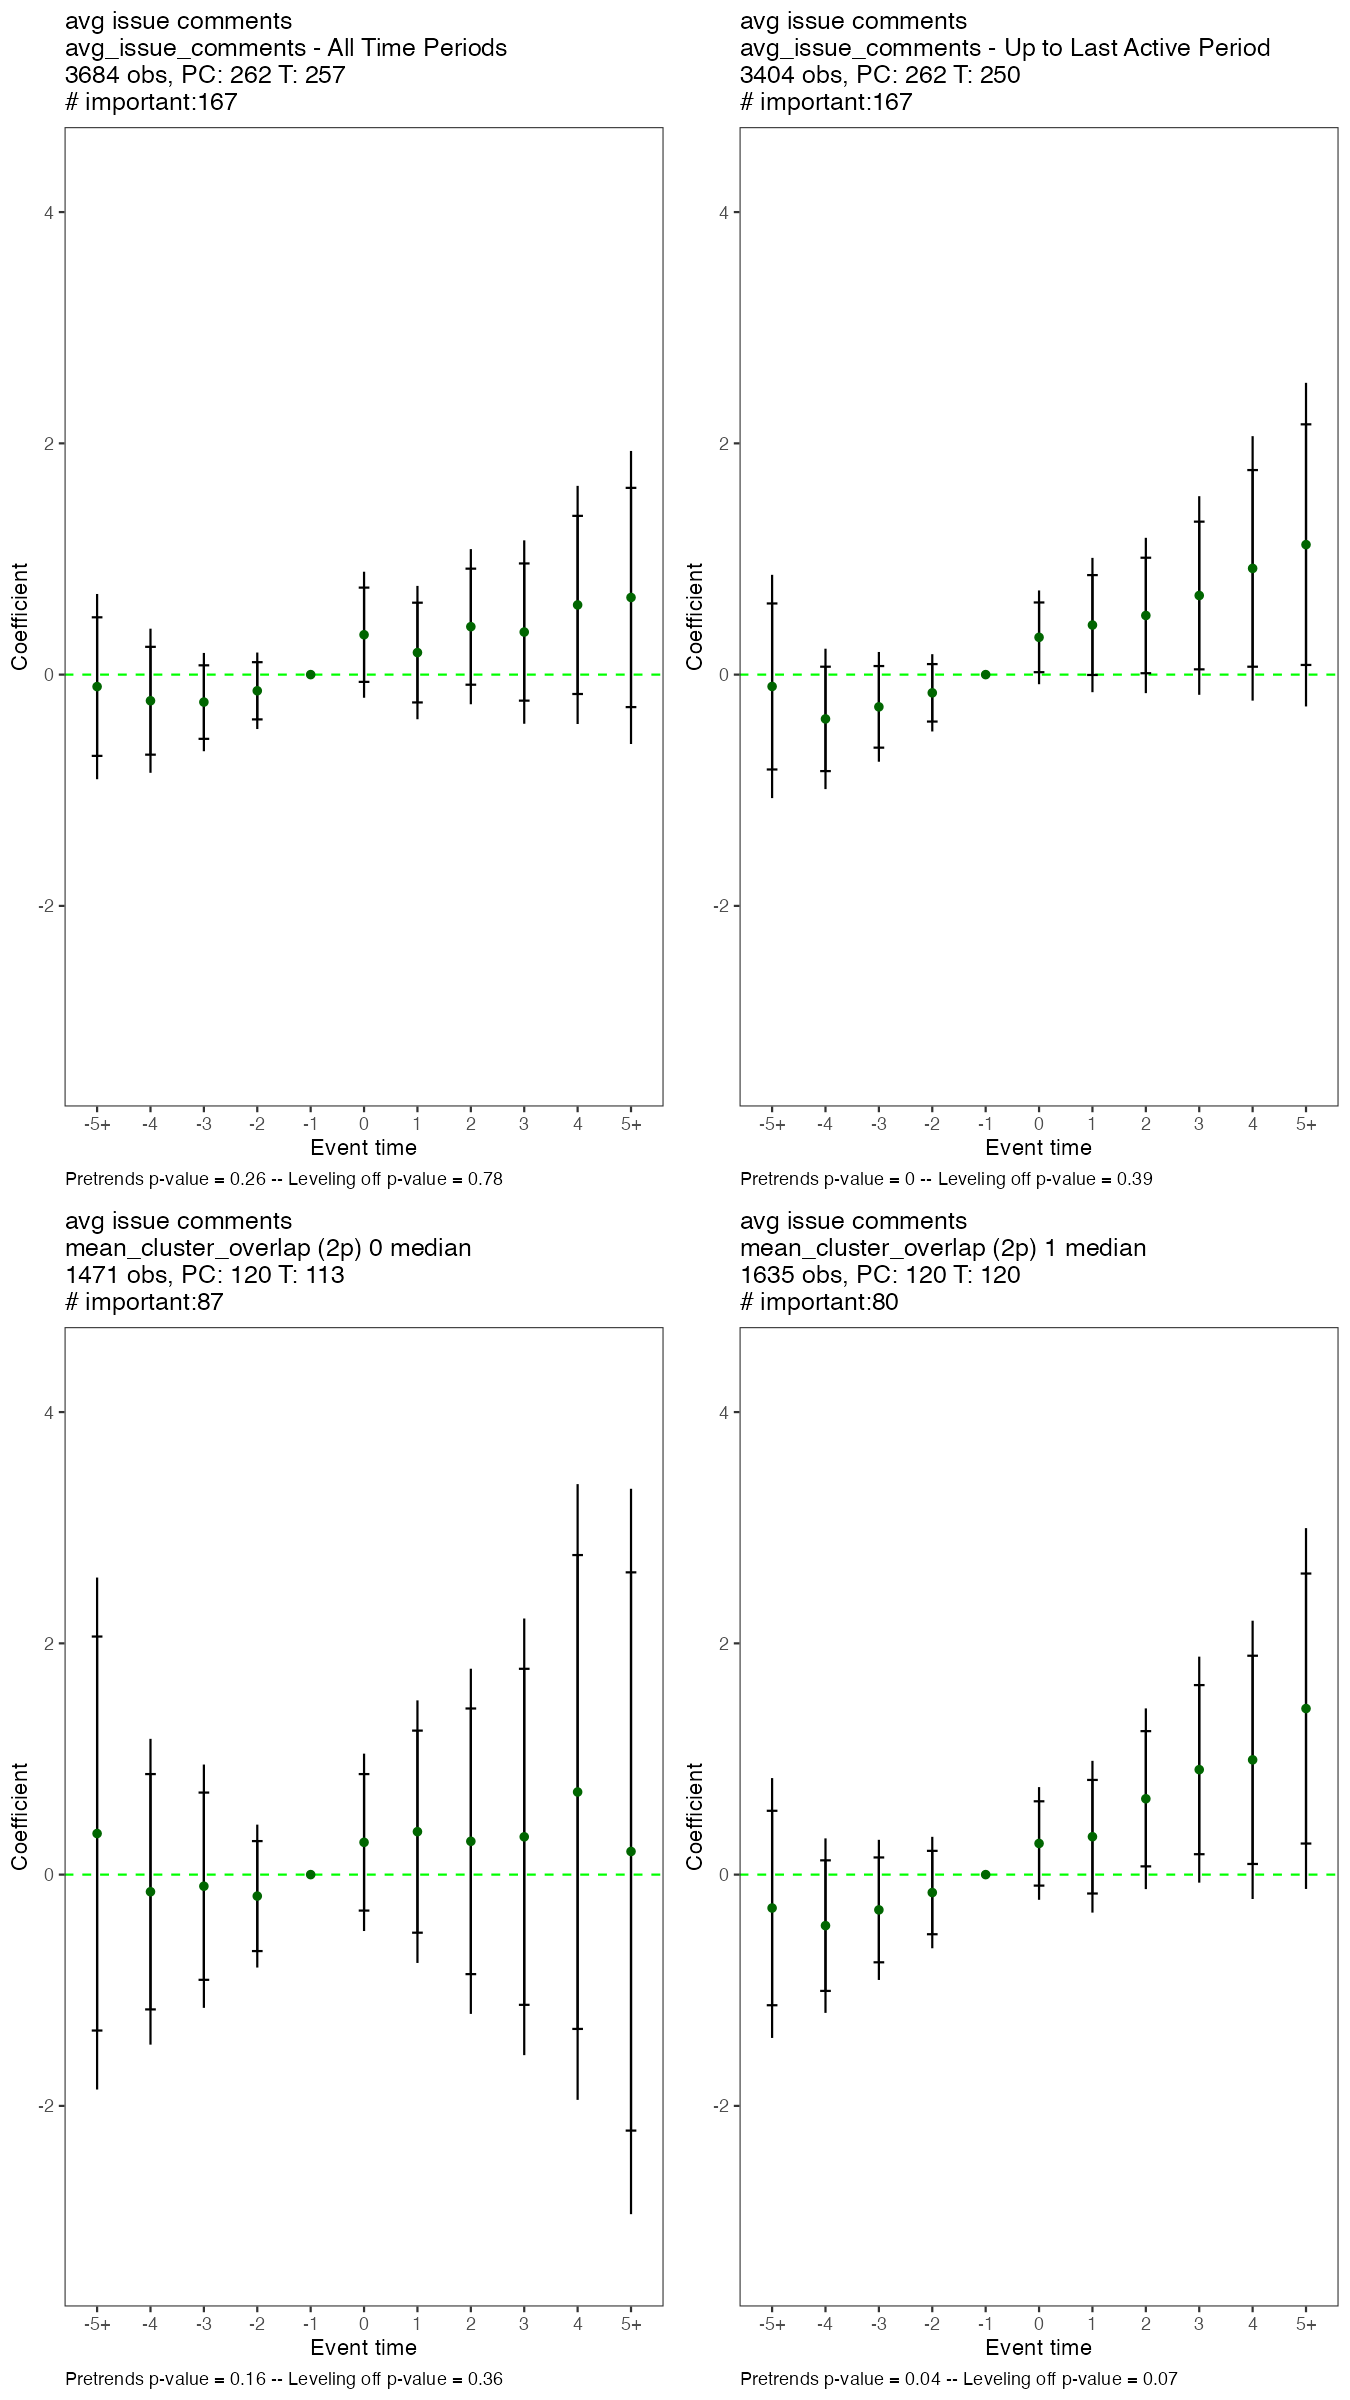 avg issue comments
avg_issue_comments - All Time Periods
3684 obs, PC: 262 T: 257
# important:167
4
2
0
-2
Coefficient
-5+ -4 -3 -2 -1 0 1 2 3 4 5+
Event time
Pretrends p-value = 0.26 -- Leveling off p-value = 0.78
avg issue comments
avg_issue_comments - Up to Last Active Period
3404 obs, PC: 262 T: 250
# important:167
4
2
0
-2
Coefficient
-5+ -4 -3 -2 -1 0 1 2 3 4 5+
Event time
Pretrends p-value = 0 -- Leveling off p-value = 0.39
avg issue comments
mean_cluster_overlap (2p) 0 median
1471 obs, PC: 120 T: 113
# important:87
4
2
0
-2
Coefficient
-5+ -4 -3 -2 -1 0 1 2 3 4 5+
Event time
Pretrends p-value = 0.16 -- Leveling off p-value = 0.36
avg issue comments
mean_cluster_overlap (2p) 1 median
1635 obs, PC: 120 T: 120
# important:80
4
2
0
-2
Coefficient
-5+ -4 -3 -2 -1 0 1 2 3 4 5+
Event time
Pretrends p-value = 0.04 -- Leveling off p-value = 0.07